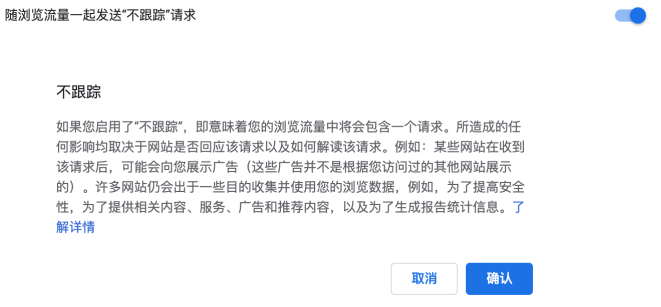 随浏览流量一起发送“不跟踪”请求
不跟踪
如果您启用了“不跟踪”，即意味着您的浏览流量中将会包含一个请求。所造成的任
何影响均取决于网站是否回应该请求以及如何解读该请求。例如：某些网站在收到
该请求后，可能会向您展示广告（这些广告并不是根据您访问过的其他网站展示
的）。许多网站仍会出于一些目的收集并使用您的浏览数据，例如，为了提高安全
性，为了提供相关内容、服务、广告和推荐内容，以及为了生成报告统计信息。了
解详情
取消 确认